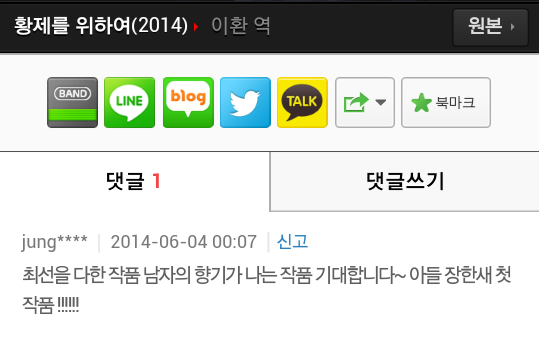 황제를 위하여(2014) 이환 역 원본
BAND LINE blog TALK 북마크
댓글 1 댓글쓰기
jung**** 2014-06-04 00:07 신고
최선을 다한 작품 남자의 향기가 나는 작품 기대합니다~ 아들 장한새 첫
작품 !!!!!!